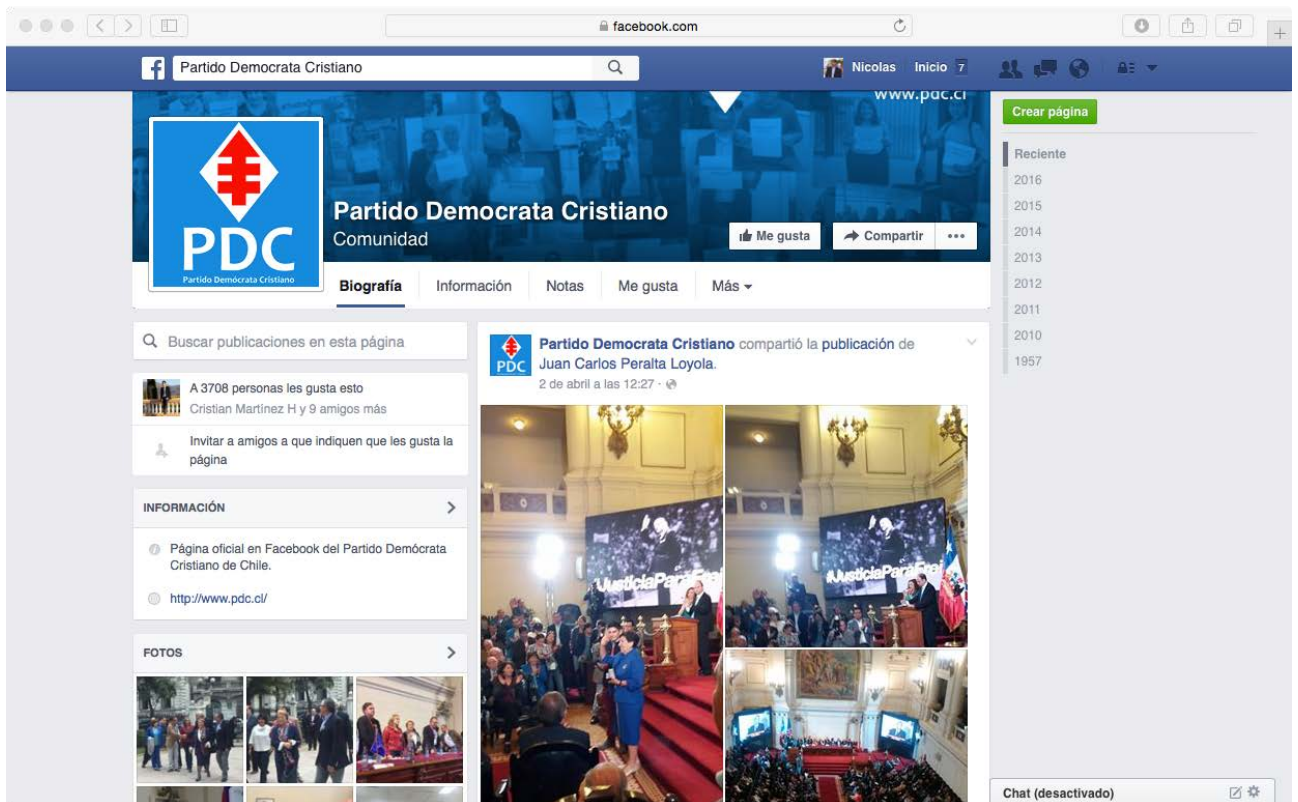 facebook.com
Partido Democrata Cristiano
Nicolas Inicio 7
www.pdc.cl
Crear página
Reciente
2016
2015
2014
2013
2012
2011
2010
1957
PDC
Partido Demócrata Cristiano
Partido Democrata Cristiano
Comunidad
Me gusta
Compartir
Biografía Información Notas Me gusta Más
Buscar publicaciones en esta página
A 3708 personas les gusta esto
Cristian Martínez H y 9 amigos más
Invitar a amigos a que indiquen que les gusta la
página
INFORMACIÓN
Página oficial en Facebook del Partido Demócrata
Cristiano de Chile.
http://www.pdc.cl/
FOTOS
PDC
Partido Democrata Cristiano compartió la publicación de
Juan Carlos Peralta Loyola.
2 de abril a las 12:27
#JusticiaParaFrei
#JusticiaParaFrei
Chat (desactivado)